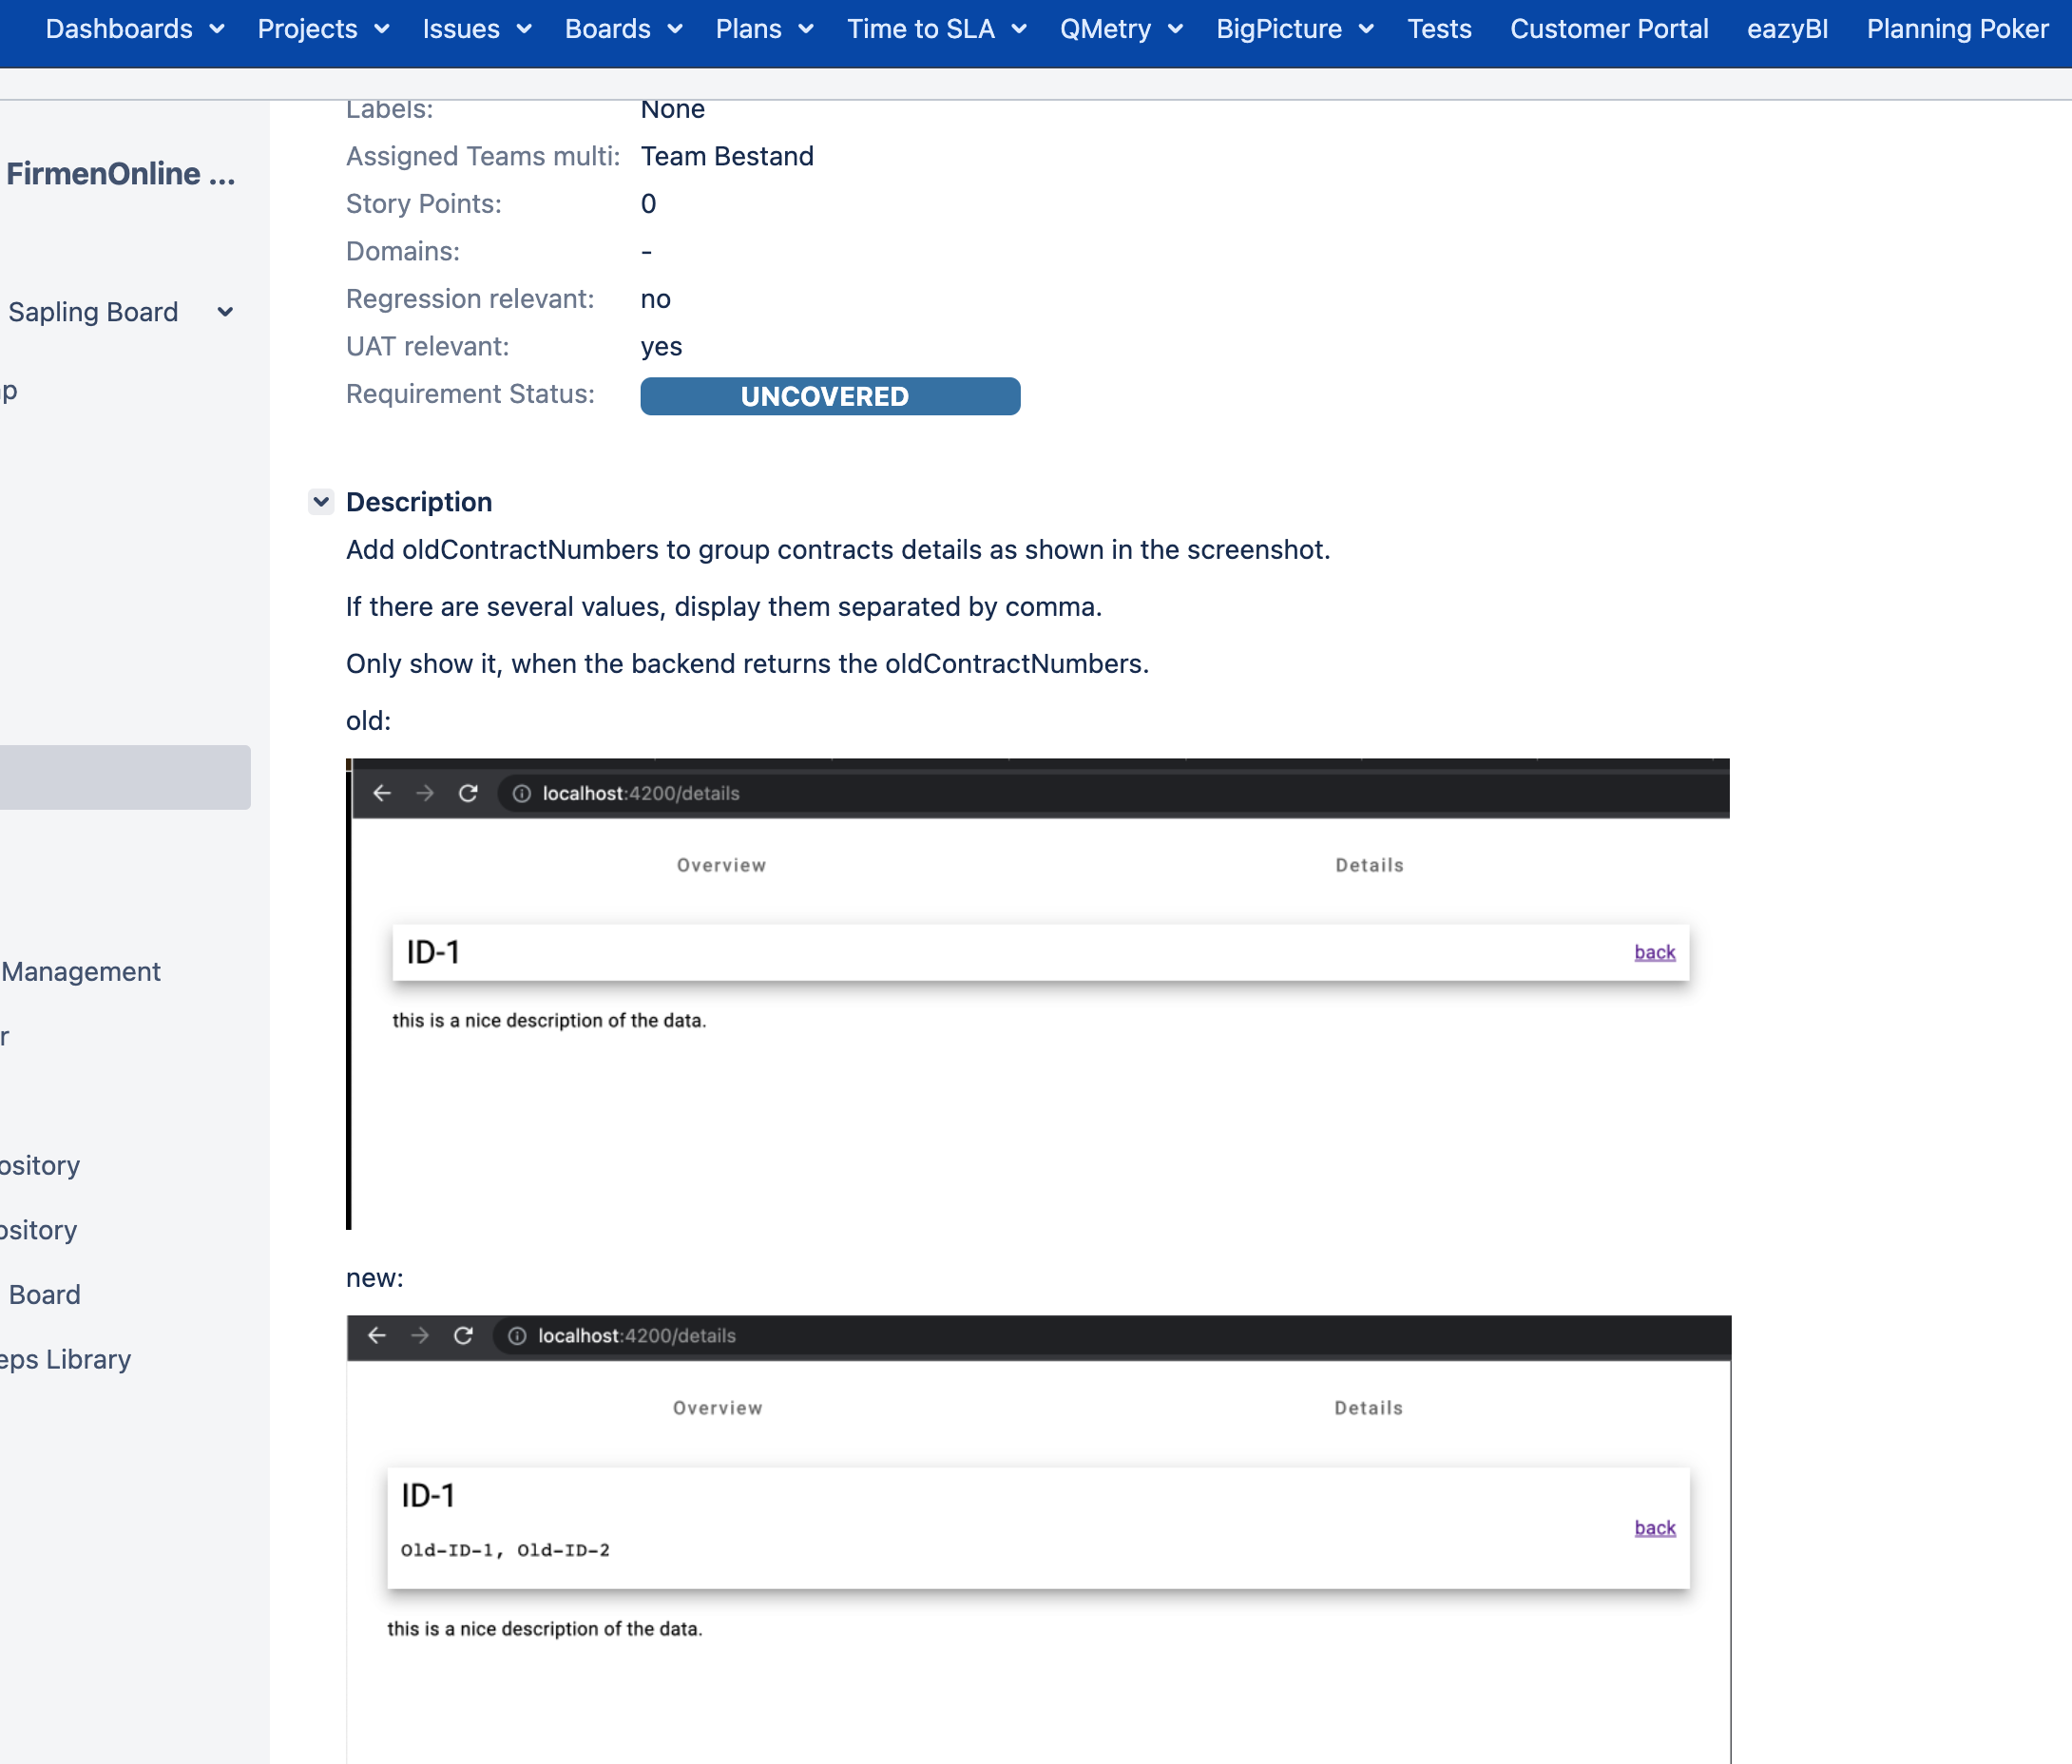 Dashboards Projects Issues Boards Plans Time to SLA QMetry BigPicture Tests Customer Portal eazyBI Planning Poker
FirmenOnline ...
Sapling Board
Management
Board
Library
Labels: None
Assigned Teams multi: Team Bestand
Story Points: 0
Domains: -
Regression relevant: no
UAT relevant: yes
Requirement Status: UNCOVERED
Description
Add oldContractNumbers to group contracts details as shown in the screenshot.
If there are several values, display them separated by comma.
Only show it, when the backend returns the oldContractNumbers.
old:
localhost:4200/details
Overview Details
ID-1 back
this is a nice description of the data.
new:
localhost:4200/details
Overview Details
ID-1
back
Old-ID-1, Old-ID-2
this is a nice description of the data.